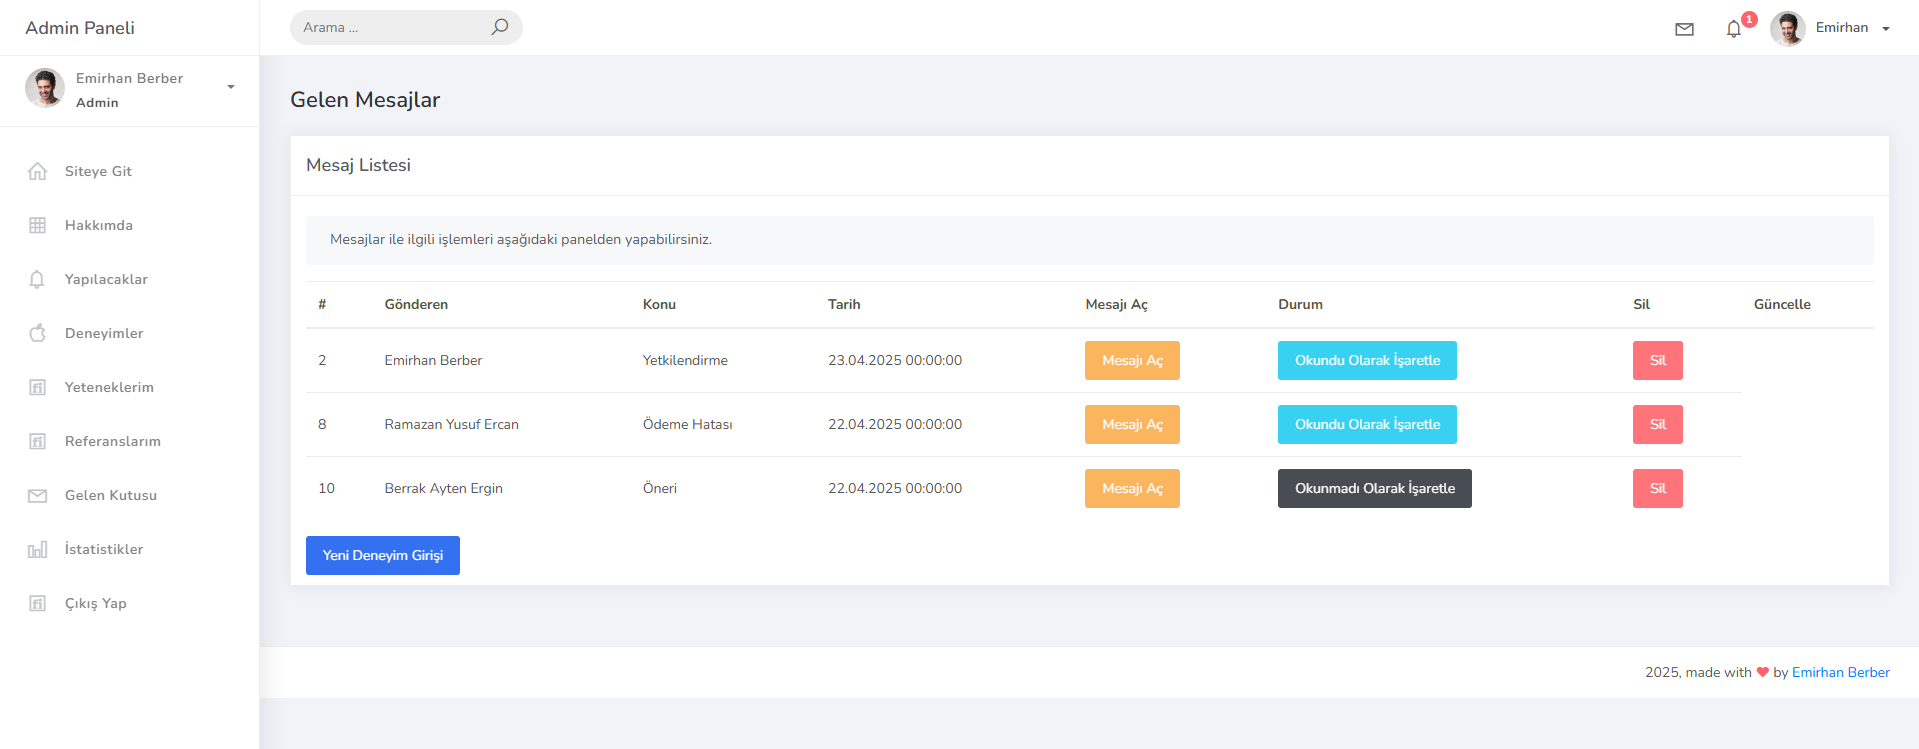 Admin Paneli
Arama ...
1
Emirhan
Emirhan Berber
Admin
Siteye Git
Hakkımda
Yapılacaklar
Deneyimler
Yeteneklerim
Referanslarım
Gelen Kutusu
İstatistikler
Çıkış Yap
Gelen Mesajlar
Mesaj Listesi
Mesajlar ile ilgili işlemleri aşağıdaki panelden yapabilirsiniz.
# Gönderen Konu Tarih Mesajı Aç Durum Sil Güncelle
2 Emirhan Berber Yetkilendirme 23.04.2025 00:00:00 Mesajı Aç Okundu Olarak İşaretle Sil
8 Ramazan Yusuf Ercan Ödeme Hatası 22.04.2025 00:00:00 Mesajı Aç Okundu Olarak İşaretle Sil
10 Berrak Ayten Ergin Öneri 22.04.2025 00:00:00 Mesajı Aç Okunmadı Olarak İşaretle Sil
Yeni Deneyim Girişi
2025, made with ❤ by Emirhan Berber